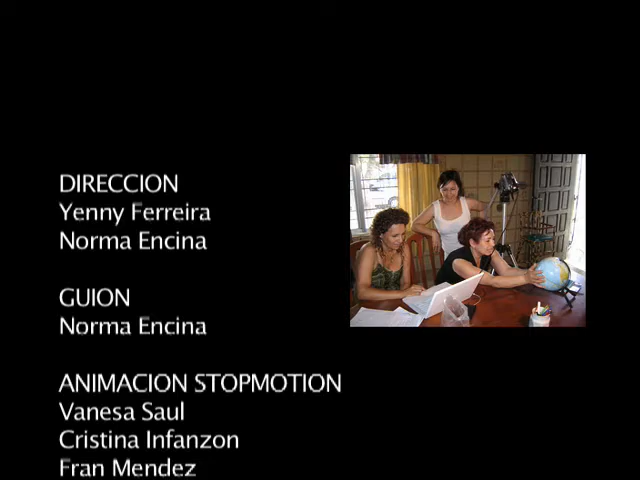 DIRECCION
Yenny Ferreira
Norma Encina
GUION
Norma Encina
ANIMACION STOPMOTION
Vanesa Saul
Cristina Infanzon
Fran Mendez